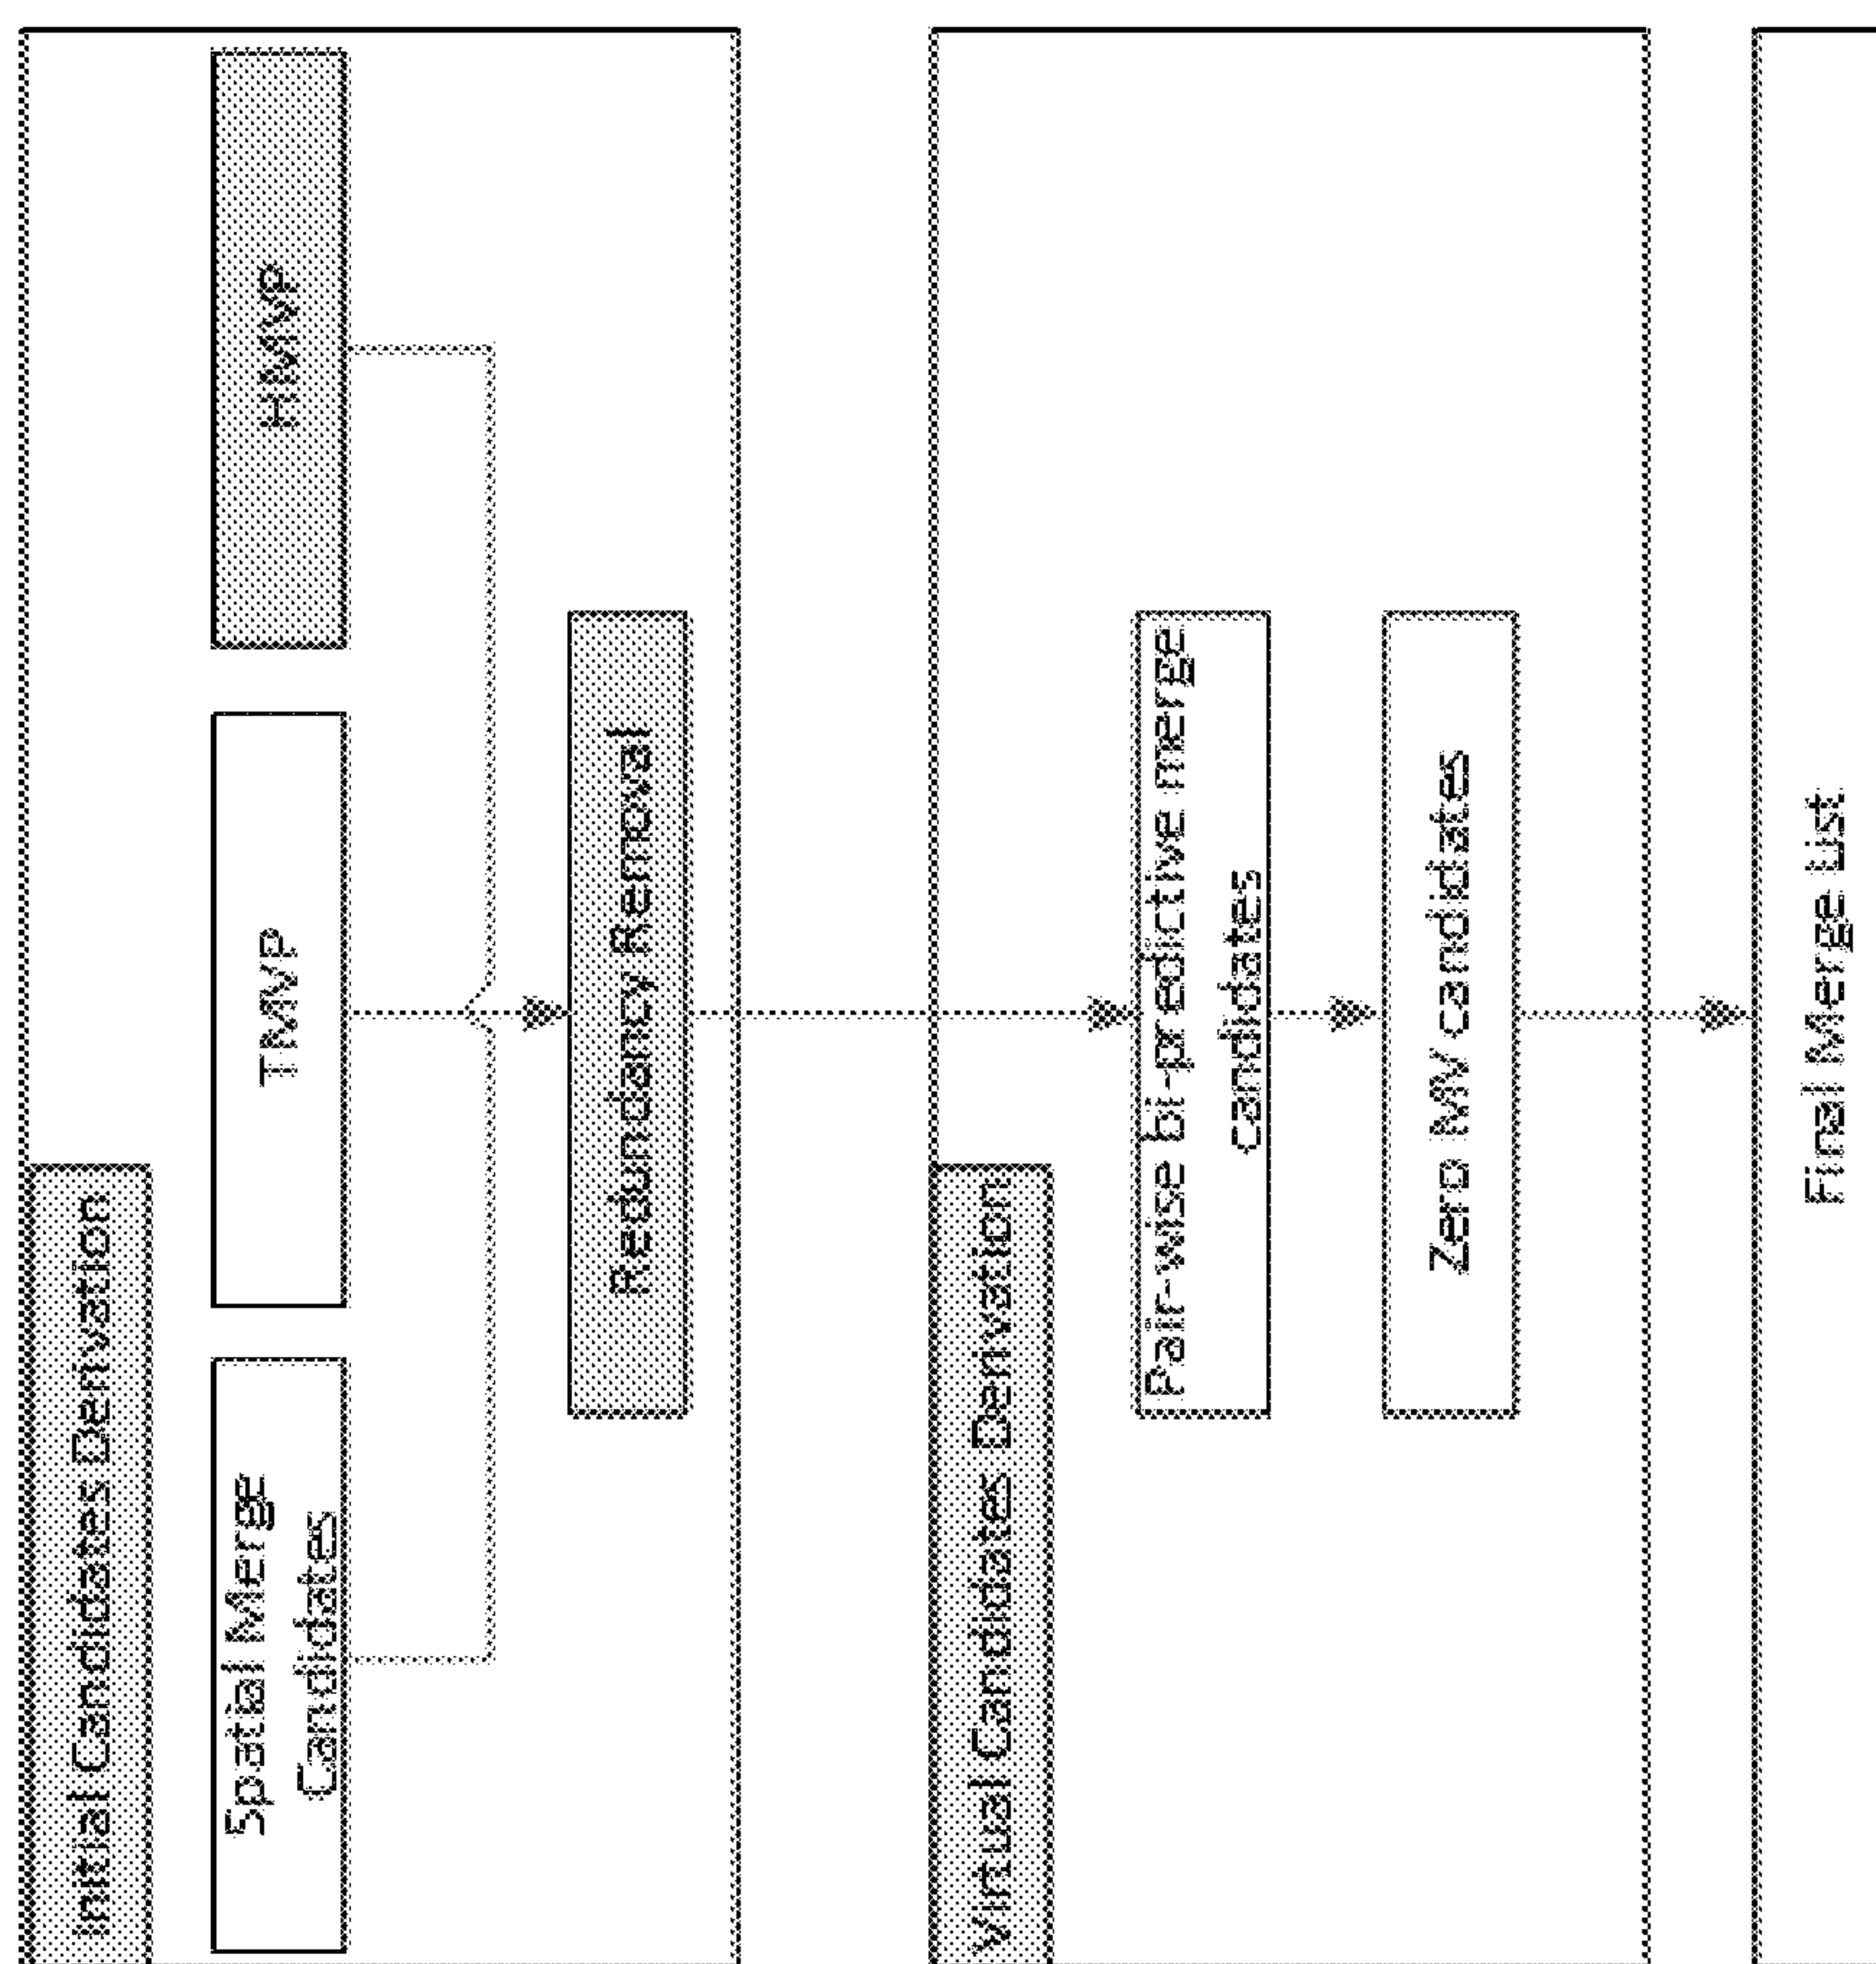 Initial Candidates Derivation
Spatial Merge
Candidates
TMVP
HMVP
Redundancy Removal
Virtual Candidates Derivation
Pair-wise bi-predictive merge
candidates
Zero MV candidates
Final Merge List